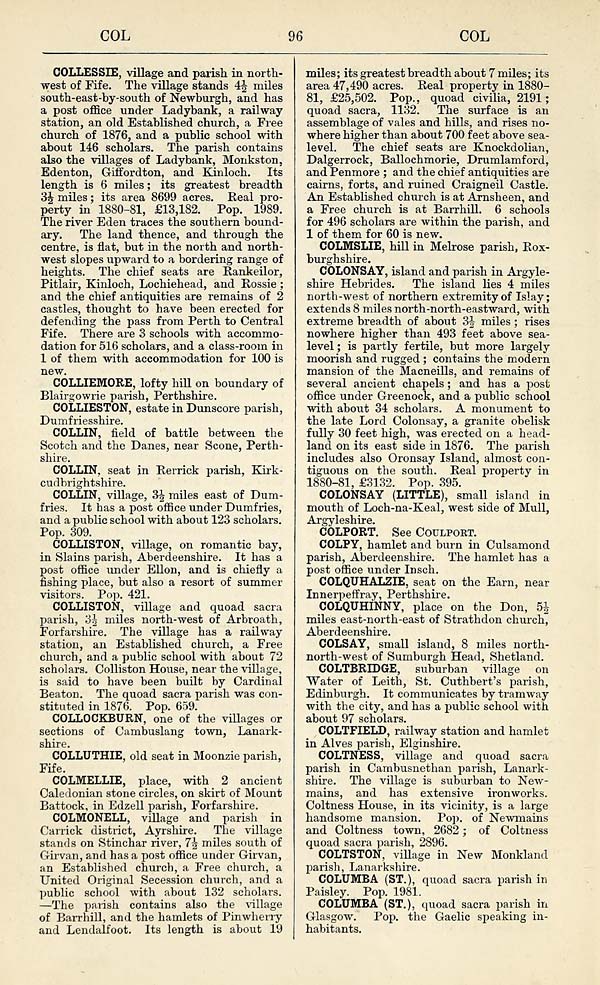 COL 96 COL
COLLESSIE, village and parish in north-
west of Fife. The village stands 4½ miles
south-east-by-south of Newburgh, and has
a post office under Ladybank, a railway
station, an old Established church, a Free
church of 1876, and a public school with
about 146 scholars. The parish contains
also the villages of Ladybank, Monkston,
Edenton, Giffordton, and Kinloch. Its
length is 6 miles; its greatest breadth
3½ miles; its area 8699 acres. Real pro-
perty in 1880-81, £13,182. Pop. 1989.
The river Eden traces the southern bound-
ary. The land thence, and through the
centre, is flat, but in the north and north-
west slopes upward to a bordering range of
heights. The chief seats are Rankeilor,
Pitlair, Kinloch, Lochiehead, and Rossie;
and the chief antiquities are remains of 2
castles, thought to have been erected for
defending the pass from Perth to Central
Fife. There are 3 schools with accommo-
dation for 516 scholars, and a class-room in
1 of them with accommodation for 100 is
new.
COLLIEMORE, lofty hill on boundary of
Blairgowrie parish, Perthshire.
COLLIESTON, estate in Dunscore parish,
Dumfriesshire.
COLLIN, field of battle between the
Scotch and the Danes, near Scone, Perth-
shire.
COLLIN, seat in Rerrick parish, Kirk-
cudbrightshire.
COLLIN, village, 3½ miles east of Dum-
fries. It has a post office under Dumfries,
and a public school with about 123 scholars.
Pop. 309.
COLLISTON, village, on romantic bay,
in Slains parish, Aberdeenshire. It has a
post office under Ellon, and is chiefly a
fishing place, but also a resort of summer
visitors. Pop. 421.
COLLISTON, village and quoad sacra
parish, 3½ miles north-west of Arbroath,
Forfarshire. The village has a railway
station, an Established church, a Free
church, and a public school with about 72
scholars. Colliston House, near the village,
is said to have been built by Cardinal
Beaton. The quoad sacra parish was con-
stituted in 1876. Pop. 659.
COLLOCKBURN, one of the villages or
sections of Cambuslang town, Lanark-
shire.
COLLUTHIE, old seat in Moonzie parish,
Fife.
COLMELLIE, place, with 2 ancient
Caledonian stone circles, on skirt of Mount
Battock, in Edzell parish, Forfarshire.
COLMONELL, village and parish in
Carrick district, Ayrshire. The village
stands on Stinchar river, 7½ miles south of
Girvan, and has a post office under Girvan,
an Established church, a Free church, a
United Original Secession church, and a
public school with about 132 scholars.
—The parish contains also the village
of Barrhill, and the hamlets of Pinwherry
and Lendalfoot. Its length is about 19
miles; its greatest breadth about 7 miles; its
area 47,490 acres. Real property in 1880-
81, £25,502. Pop., quoad civilia, 2191;
quoad sacra, 1132. The surface is an
assemblage of vales and hills, and rises no-
where higher than about 700 feet above sea-
level. The chief seats are Knockdolian,
Dalgerrock, Ballochmorie, Drumlamford,
and Penmore; and the chief antiquities are
cairns, forts, and ruined Craigneil Castle.
An Established church is at Arnsheen, and
a Free church is at Barrhill. 6 schools
for 496 scholars are within the parish, and
1 of them for 60 is new.
COLMSLIE, hill in Melrose parish, Rox-
burghshire.
COLONSAY, island and parish in Argyle-
shire Hebrides. The island lies 4 miles
north-west of northern extremity of Islay;
extends 8 miles north-north-eastward, with
extreme breadth of about 3½ miles; rises
nowhere higher than 493 feet above sea-
level; is partly fertile, but more largely
moorish and rugged; contains the modern
mansion of the Macneills, and remains of
several ancient chapels; and has a post
office under Greenock, and a public school
with about 34 scholars. A monument to
the late Lord Colonsay, a granite obelisk
fully 30 feet high, was erected on a head-
land on its east side in 1876. The parish
includes also Oronsay Island, almost con-
tiguous on the south. Real property in
1880-81, £3132. Pop. 395.
COLONSAY (LITTLE), small island in
mouth of Loch-na-Keal, west side of Mull,
Argyleshire.
COLPORT. See COULPORT.
COLPY, hamlet and burn in Culsamond
parish, Aberdeenshire. The hamlet has a
post office under Insch.
COLQUHALZIE, seat on the Earn, near
Innerpeffray, Perthshire.
COLQUHINNY, place on the Don, 5½
miles east-north-east of Strathdon church,
Aberdeenshire.
COLSAY, small island, 8 miles north-
north-west of Sumburgh Head, Shetland.
COLTBRIDGE, suburban village on
Water of Leith, St. Cuthbert's parish,
Edinburgh. It communicates by tramway
with the city, and has a public school with
about 97 scholars.
COLTFIELD, railway station and hamlet
in Alves parish, Elginshire.
COLTNESS, village and quoad sacra
parish in Cambusnethan parish, Lanark-
shire. The village is suburban to New-
mains, and has extensive ironworks.
Coltness House, in its vicinity, is a large
handsome mansion. Pop. of Newmains
and Coltness town, 2682; of Coltness
quoad sacra parish, 2896.
COLTSTON, village in New Monkland
parish, Lanarkshire.
COLUMBA (ST.), quoad sacra parish in
Paisley. Pop. 1981.
COLUMBA (ST.), quoad sacra parish in
Glasgow. Pop. the Gaelic speaking in-
habitants.